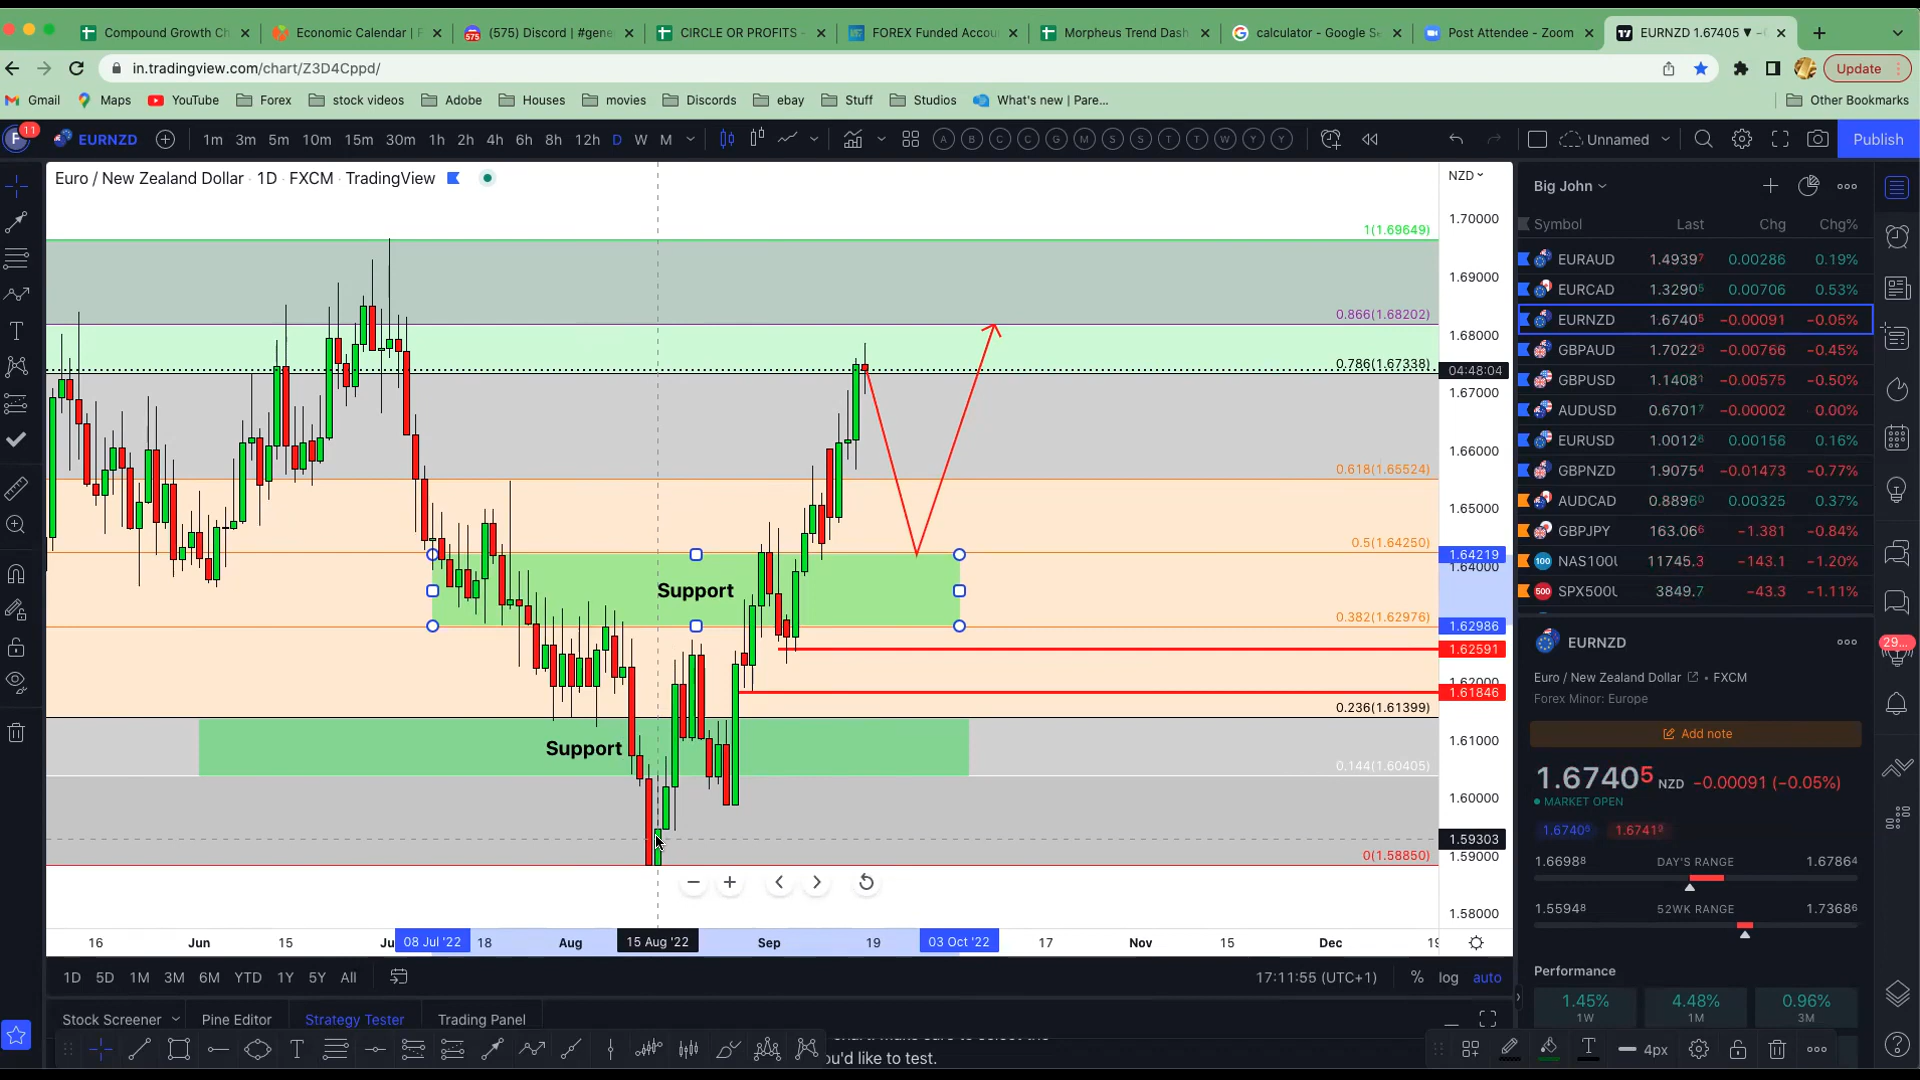 Compound Growth Ch
Economic Calendar | F
(575) Discord | #gene
CIRCLE OR PROFITS -
FOREX Funded Accou
Morpheus Trend Dash
calculator - Google Se
Post Attendee - Zoom
EURNZD 1.67405 ▼
in.tradingview.com/chart/Z3D4Cppd/
Update
Gmail
Maps
YouTube
Forex
stock videos
Adobe
Houses
movies
Discords
ebay
Stuff
Studios
What's new | Pare...
Other Bookmarks
11
EURNZD
1m 3m 5m 10m 15m 30m 1h 2h 4h 6h 8h 12h D W M
A B C C G M S S T T W Y Y
Unnamed
Publish
Euro / New Zealand Dollar · 1D · FXCM · TradingView
NZD
1.70000
1.69000
1.68000
04:48:04
1.67000
1.66000
1.65000
1.64219
1.64000
1.62986
1.62591
1.62000
1.61846
1.61000
1.60000
1.59303
1.59000
1.58000
1(1.69649)
0.866(1.68202)
0.786(1.67338)
0.618(1.65524)
0.5(1.64250)
Support
0.382(1.62976)
0.236(1.61399)
Support
0.144(1.60405)
0(1.58850)
16 Jun 15 Ju 08 Jul '22 18 Aug 15 Aug '22 Sep 19 03 Oct '22 17 Nov 15 Dec 19
1D 5D 1M 3M 6M YTD 1Y 5Y All
17:11:55 (UTC+1) % log auto
Stock Screener
Pine Editor
Strategy Tester
Trading Panel
ou'd like to test.
4px
Big John
Symbol Last Chg Chg%
EURAUD 1.49397 0.00286 0.19%
EURCAD 1.32905 0.00706 0.53%
EURNZD 1.67405 −0.00091 −0.05%
GBPAUD 1.70220 −0.00766 −0.45%
GBPUSD 1.14081 −0.00575 −0.50%
AUDUSD 0.67017 −0.00002 0.00%
EURUSD 1.00126 0.00156 0.16%
GBPNZD 1.90754 −0.01473 −0.77%
AUDCAD 0.88960 0.00325 0.37%
GBPJPY 163.066 −1.381 −0.84%
NAS100U 11745.3 −143.1 −1.20%
SPX500U 3849.7 −43.3 −1.11%
EURNZD
Euro / New Zealand Dollar • FXCM
Forex Minor: Europe
Add note
1.67405 NZD −0.00091 (−0.05%)
MARKET OPEN
1.67406 1.67419
1.66988 DAY'S RANGE 1.67864
1.55948 52WK RANGE 1.73686
Performance
1.45% 4.48% 0.96%
1W 1M 3M
100
500
29...